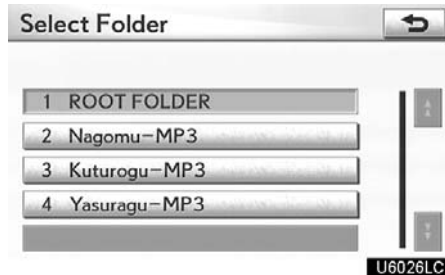 Select Folder
1 ROOT FOLDER
2 Nagomu-MP3
3 Kuturogu-MP3
4 Yasuragu-MP3
U6026LC